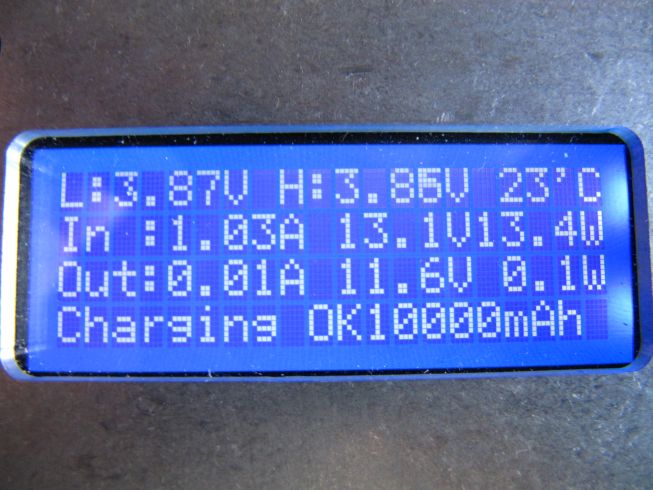 L:3.87V H:3.85V 23'C
In :1.03A 13.1V13.4W
Out:0.01A 11.6V 0.1W
Charging OK10000mAh